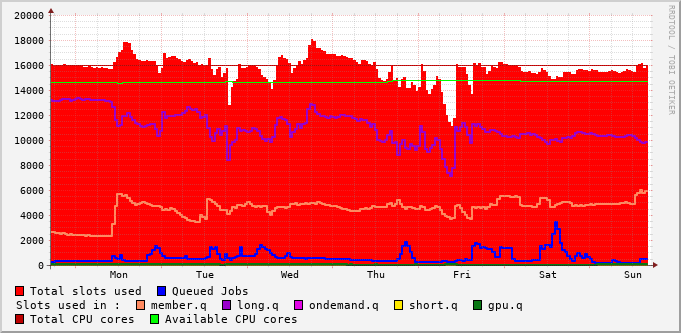 20000
18000
16000
14000
12000
10000
8000
6000
4000
2000
0
Mon Tue Wed Thu Fri Sat Sun
RRDTOOL / TOBI OETIKER
Total slots used Queued Jobs
Slots used in : member.q long.q ondemand.q short.q gpu.q
Total CPU cores Available CPU cores